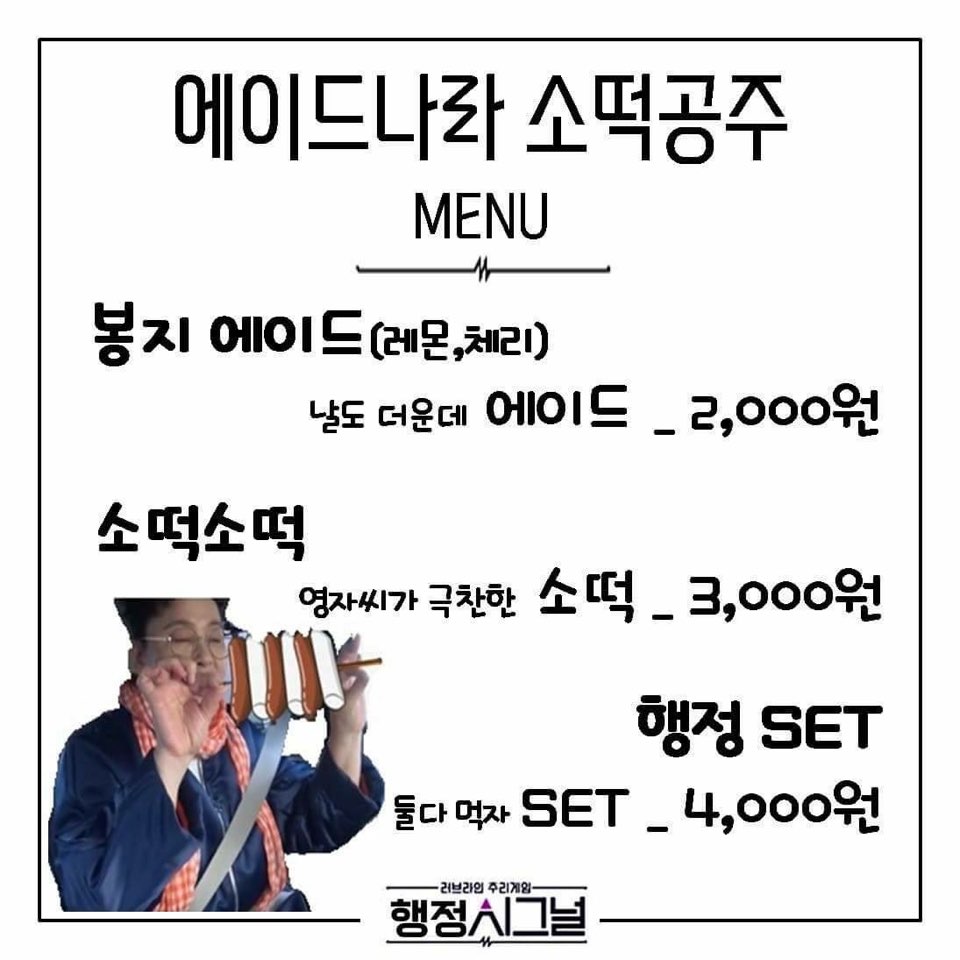 에이드나라 소떡공주
MENU
봉지 에이드(레몬,체리)
날도 더운데 에이드 _ 2,000원
소떡소떡
영자씨가 극찬한 소떡 _ 3,000원
행정 SET
둘다 먹자 SET _ 4,000원
러브라인 추리게임
행정시그널